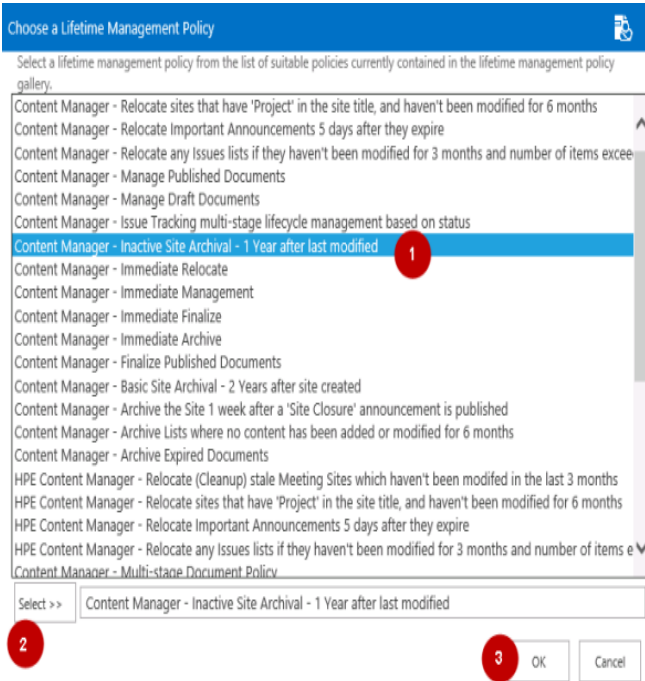 Choose a Lifetime Management Policy
Select a lifetime management policy from the list of suitable policies currently contained in the lifetime management policy
gallery.
Content Manager - Relocate sites that have 'Project' in the site title, and haven't been modified for 6 months
Content Manager - Relocate Important Announcements 5 days after they expire
Content Manager - Relocate any Issues lists if they haven't been modified for 3 months and number of items excee
Content Manager - Manage Published Documents
Content Manager - Manage Draft Documents
Content Manager - Issue Tracking multi-stage lifecycle management based on status
Content Manager - Inactive Site Archival - 1 Year after last modified
1
Content Manager - Immediate Relocate
Content Manager - Immediate Management
Content Manager - Immediate Finalize
Content Manager - Immediate Archive
Content Manager - Finalize Published Documents
Content Manager - Basic Site Archival - 2 Years after site created
Content Manager - Archive the Site 1 week after a 'Site Closure' announcement is published
Content Manager - Archive Lists where no content has been added or modified for 6 months
Content Manager - Archive Expired Documents
HPE Content Manager - Relocate (Cleanup) stale Meeting Sites which haven't been modifed in the last 3 months
HPE Content Manager - Relocate sites that have 'Project' in the site title, and haven't been modified for 6 months
HPE Content Manager - Relocate Important Announcements 5 days after they expire
HPE Content Manager - Relocate any Issues lists if they haven't been modified for 3 months and number of items e
Content Manager - Multi-stage Document Policy
Select >> Content Manager - Inactive Site Archival - 1 Year after last modified
2
3 OK Cancel